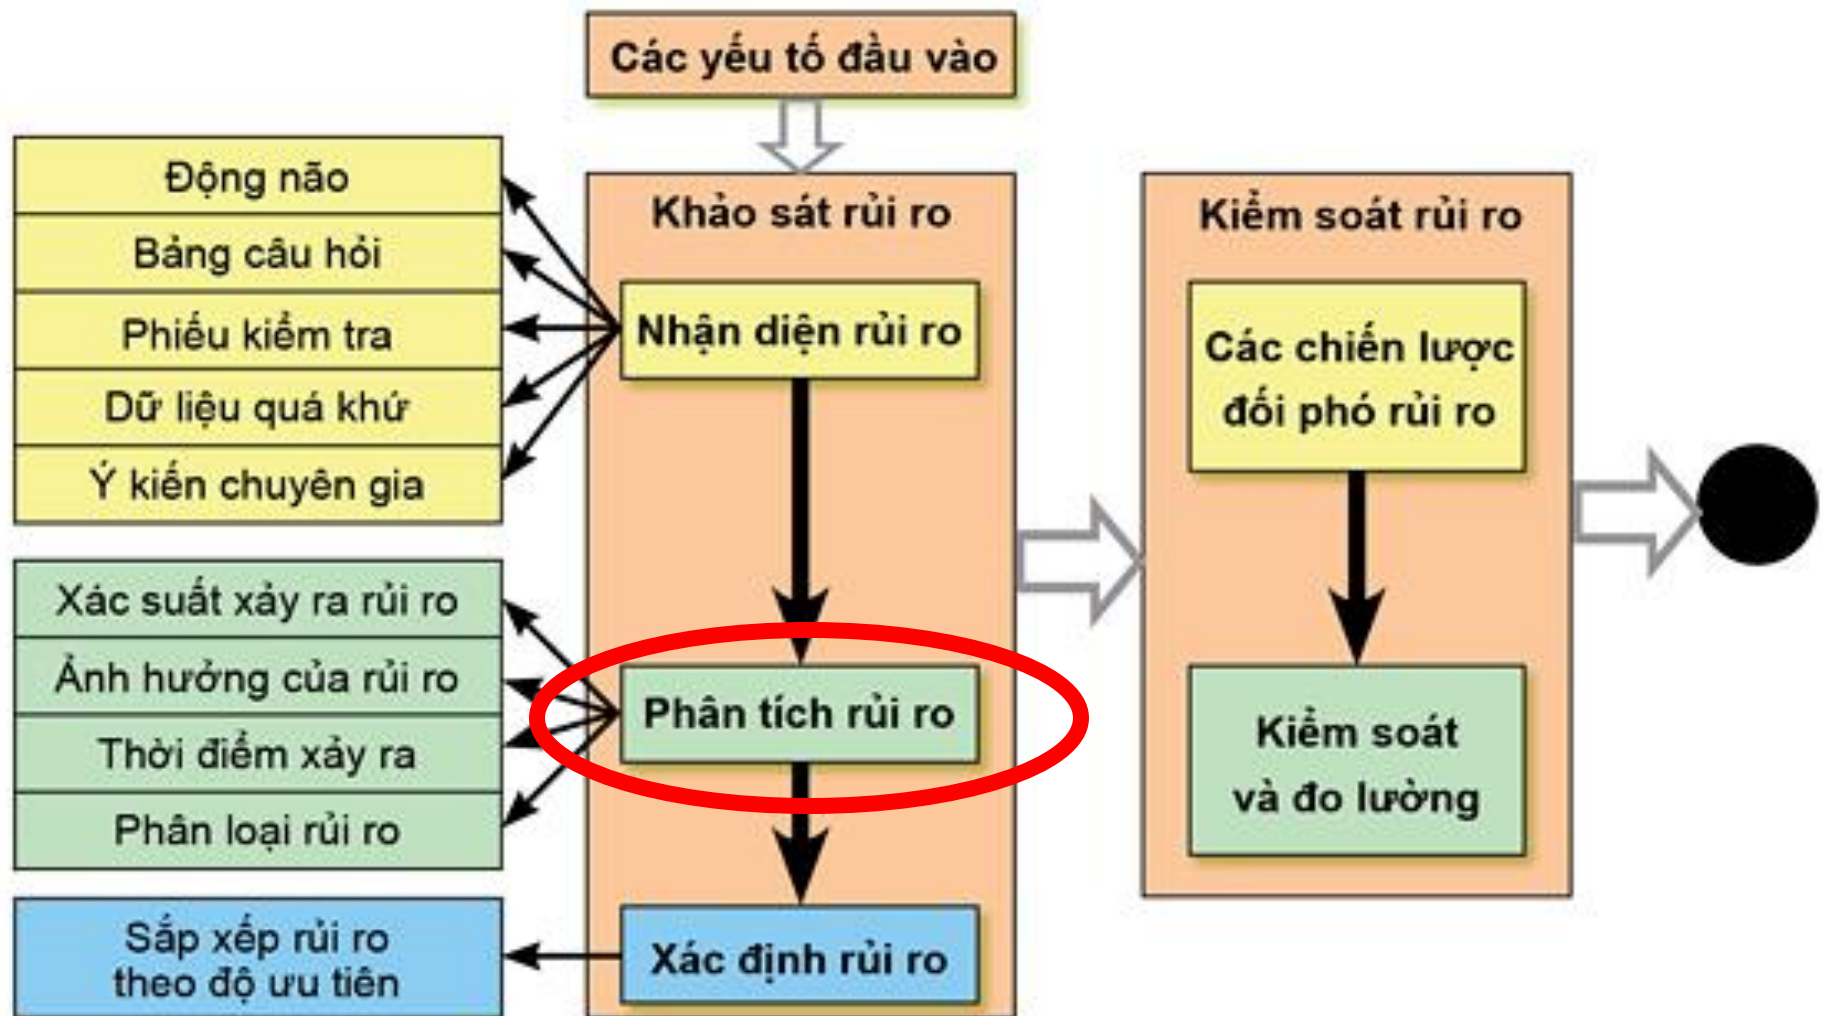 Các yếu tố đầu vào
Động não
Bảng câu hỏi
Phiếu kiểm tra
Dữ liệu quá khứ
Ý kiến chuyên gia
Xác suất xảy ra rủi ro
Ảnh hưởng của rủi ro
Thời điểm xảy ra
Phân loại rủi ro
Sắp xếp rủi ro
theo độ ưu tiên
Khảo sát rủi ro
Nhận diện rủi ro
Phân tích rủi ro
Xác định rủi ro
Kiểm soát rủi ro
Các chiến lược
đối phó rủi ro
Kiểm soát
và đo lường